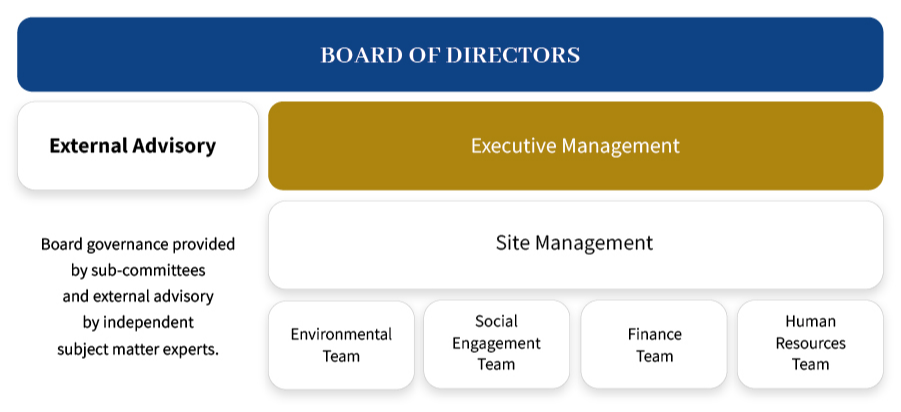 BOARD OF DIRECTORS
External Advisory
Executive Management
Board governance provided
by sub-committees
and external advisory
by independent
subject matter experts.
Site Management
Environmental
Team
Social
Engagement
Team
Finance
Team
Human
Resources
Team